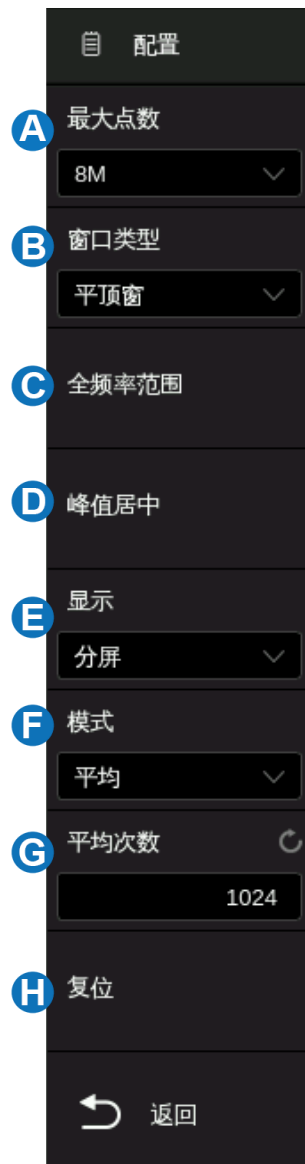 配置
A 最大点数
8M
B 窗口类型
平顶窗
C 全频率范围
D 峰值居中
E 显示
分屏
F 模式
平均
G 平均次数
1024
H 复位
返回